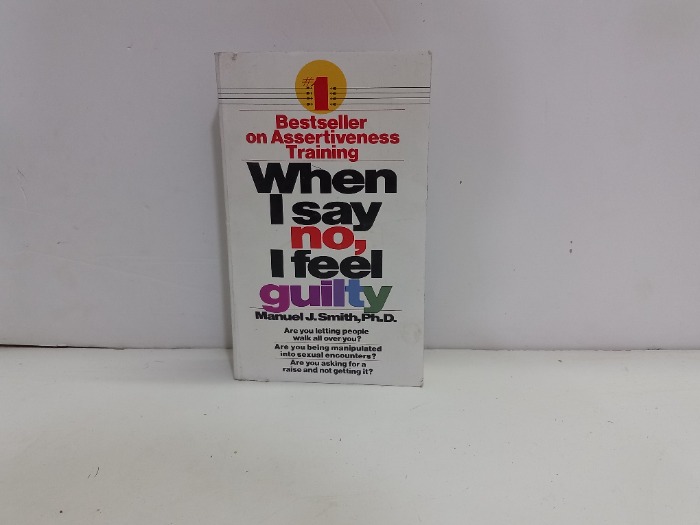 #1
Bestseller
on Assertiveness
Training
When
I say
no,
I feel
guilty
Manuel J. Smith, Ph.D.
Are you letting people
walk all over you?
Are you being manipulated
into sexual encounters?
Are you asking for a
raise and not getting it?